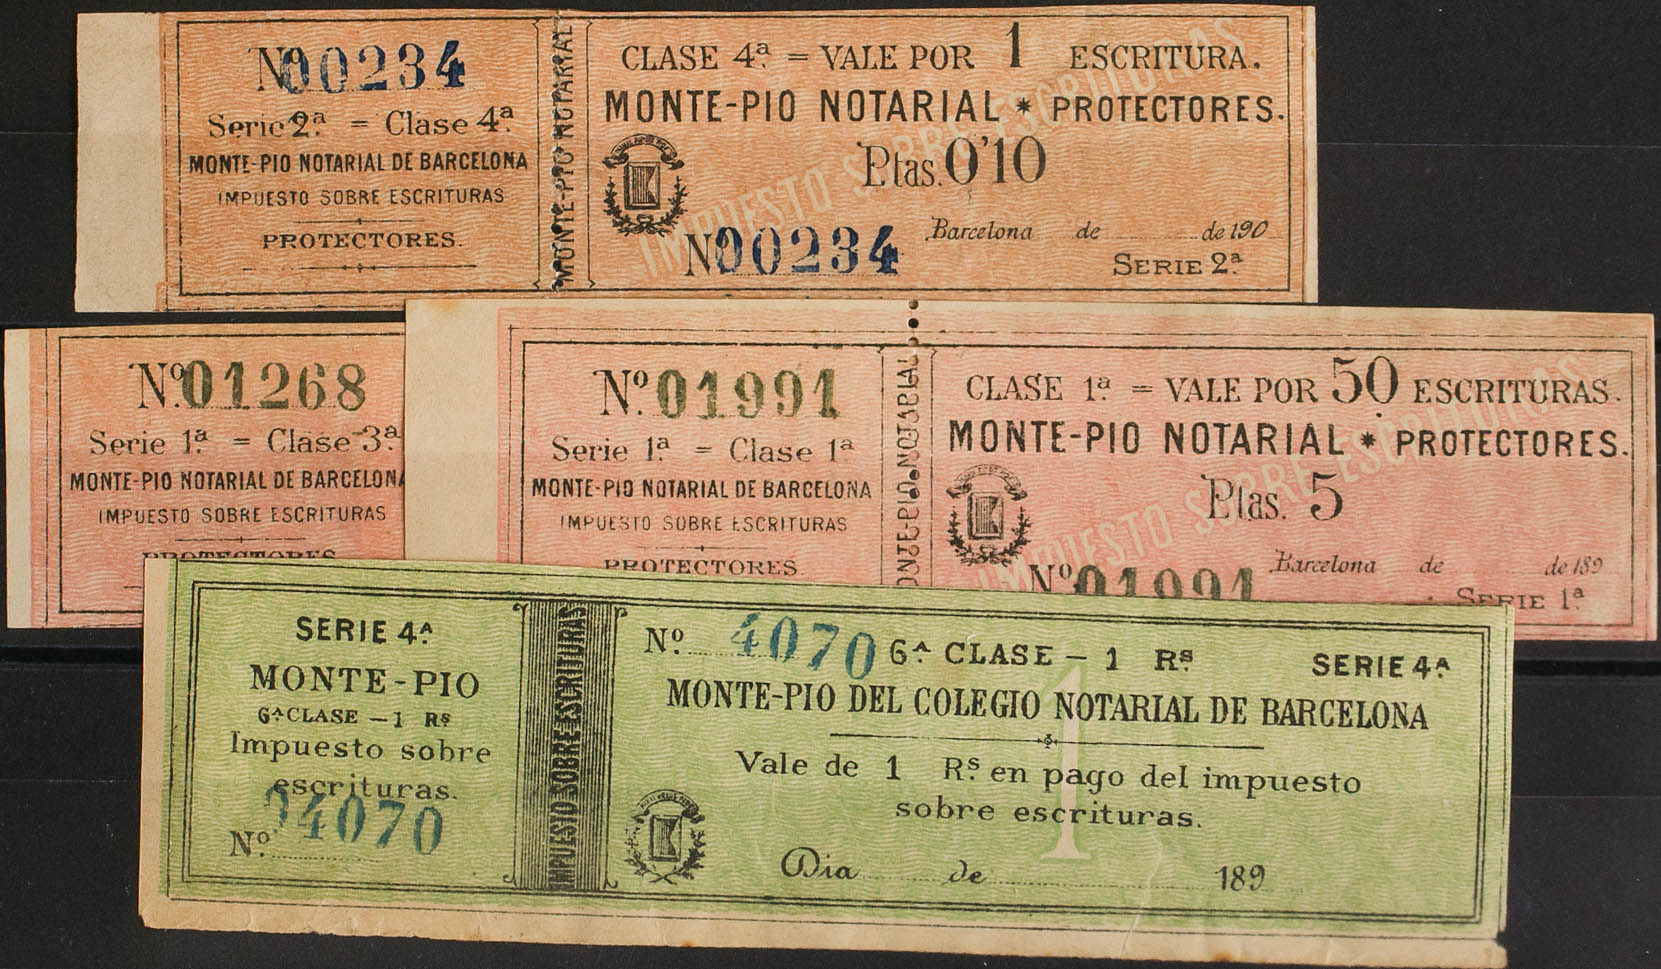 Nº 00234
Serie 2ª = Clase 4ª
MONTE-PIO NOTARIAL DE BARCELONA
IMPUESTO SOBRE ESCRITURAS
PROTECTORES.
MONTE-PIO NOTARIAL
CLASE 4ª = VALE POR 1 ESCRITURA.
MONTE-PIO NOTARIAL * PROTECTORES.
Ptas. 0'10
IMPUESTO SOBRE ESCRITURAS
Barcelona de de 190
Nº 00234
SERIE 2ª
Nº 01268
Serie 1ª = Clase 3ª
MONTE-PIO NOTARIAL DE BARCELONA
IMPUESTO SOBRE ESCRITURAS
PROTECTORES
Nº 01991
Serie 1ª = Clase 1ª
MONTE-PIO NOTARIAL DE BARCELONA
IMPUESTO SOBRE ESCRITURAS
PROTECTORES
MONTE-PIO NOTARIAL
CLASE 1ª = VALE POR 50 ESCRITURAS.
MONTE-PIO NOTARIAL * PROTECTORES.
Ptas. 5
IMPUESTO SOBRE ESCRITURAS
Barcelona de de 189
Nº 01991
SERIE 1ª
SERIE 4ª
MONTE-PIO
6ª CLASE - 1 Rs
Impuesto sobre
escrituras.
Nº 04070
IMPUESTO SOBRE ESCRITURAS
Nº 4070 6ª CLASE - 1 Rs SERIE 4ª
MONTE-PIO DEL COLEGIO NOTARIAL DE BARCELONA
1
Vale de 1 Rs en pago del impuesto
sobre escrituras.
Dia de 189